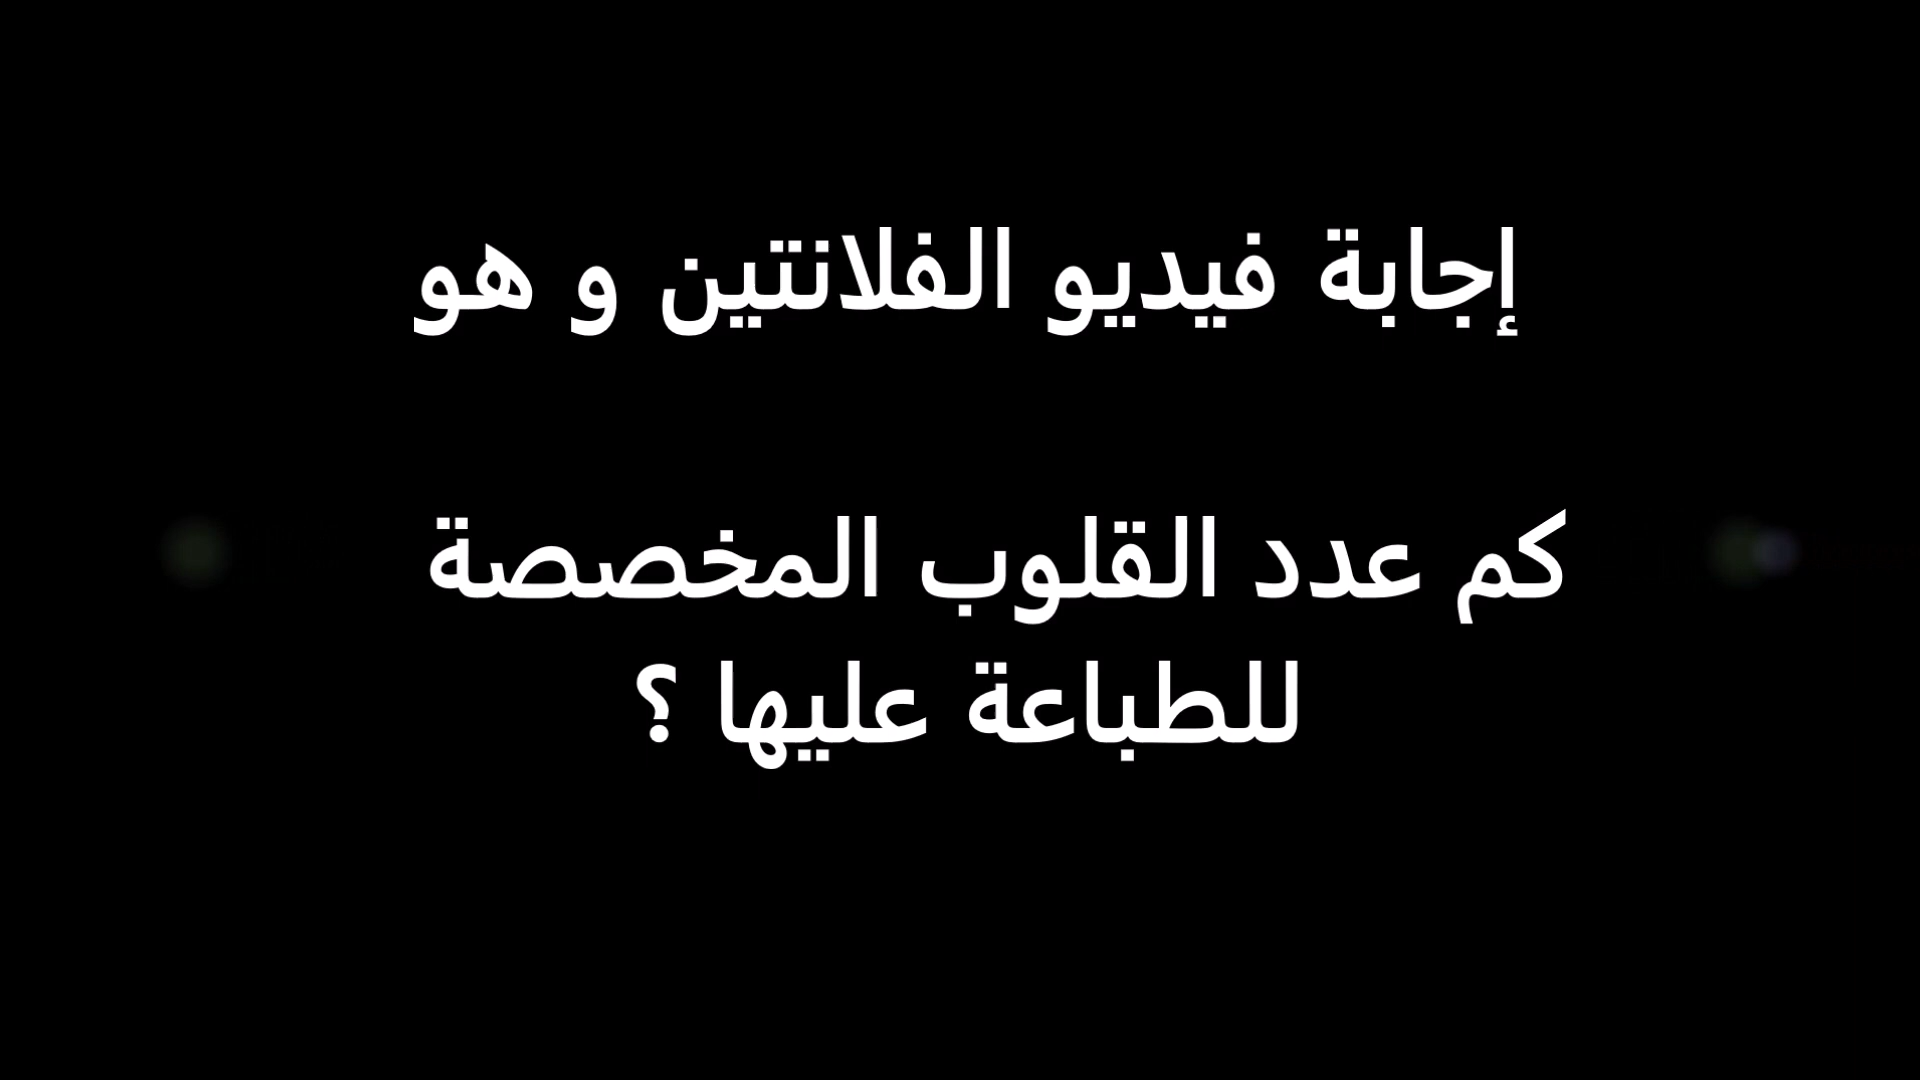 إجابة فيديو الفلانتين و هو
كم عدد القلوب المخصصة
للطباعة عليها ؟